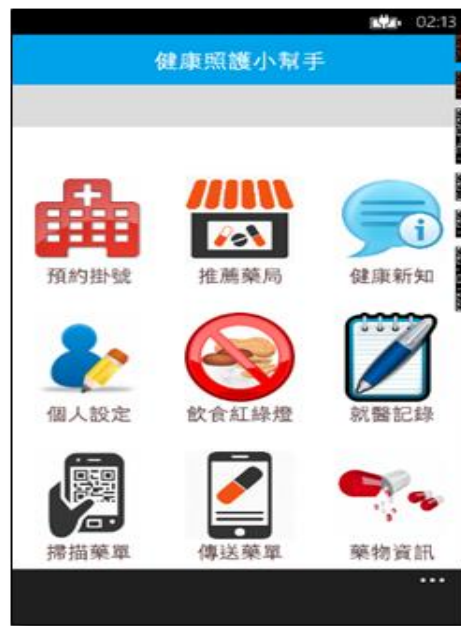 02:13
健康照護小幫手
預約掛號
推薦藥局
健康新知
個人設定
飲食紅綠燈
就醫記錄
掃描藥單
傳送藥單
藥物資訊
...